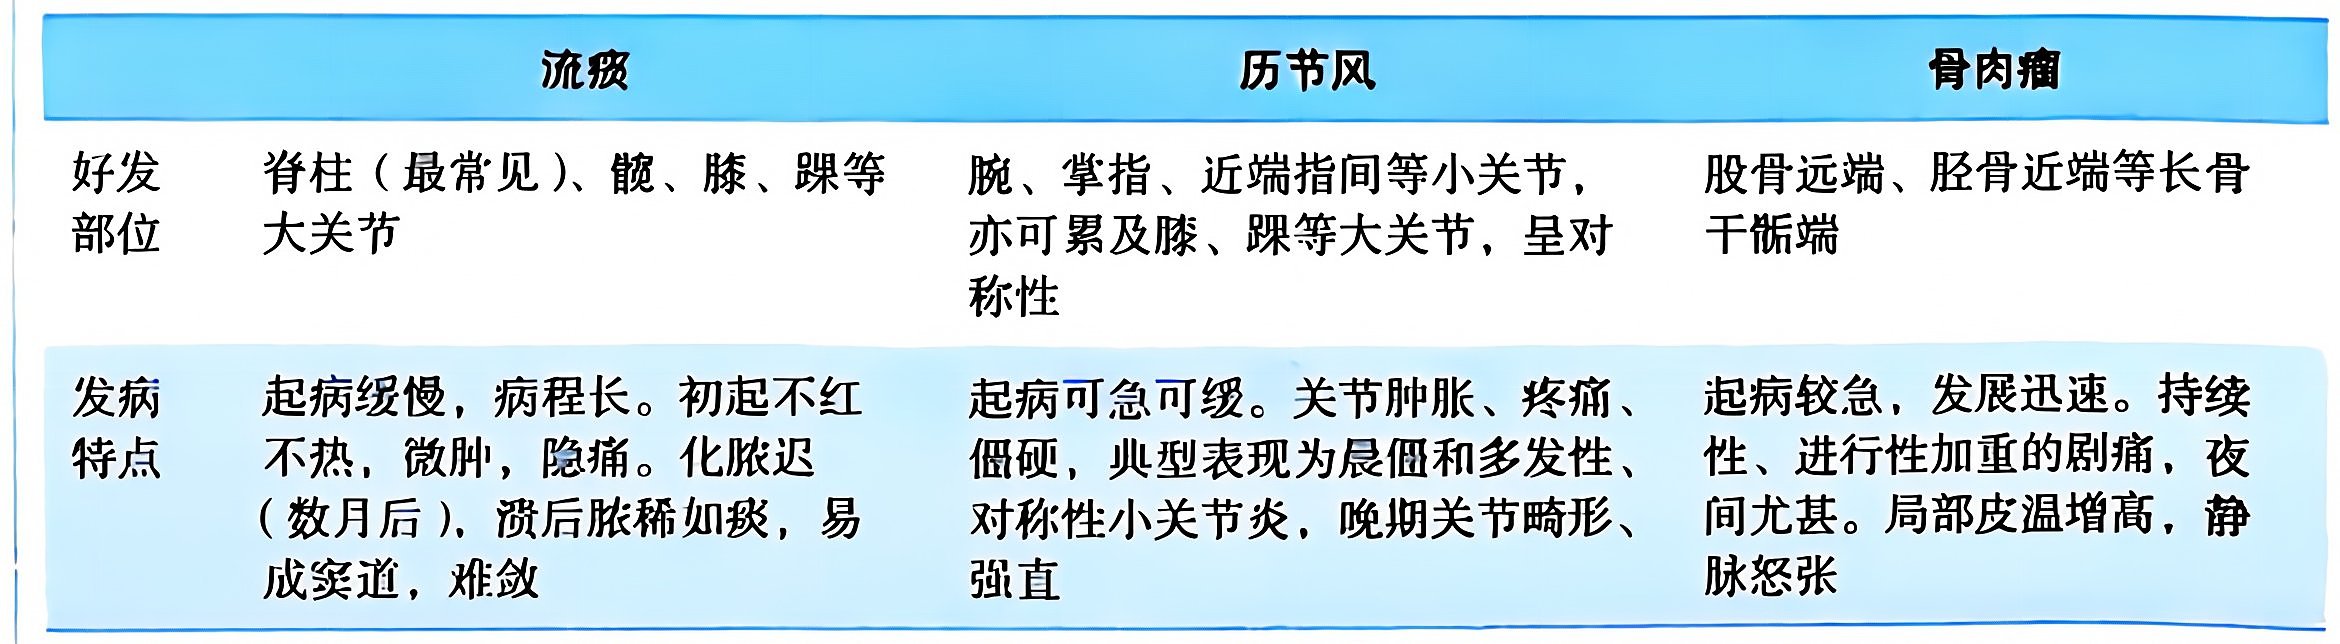 流痰 历节风 骨肉瘤
好发部位
脊柱（最常见）、髋、膝、踝等
大关节
腕、掌指、近端指间等小关节，
亦可累及膝、踝等大关节，呈对
称性
股骨远端、胫骨近端等长骨
干骺端
发病特点
起病缓慢，病程长。初起不红
不热，微肿，隐痛。化脓迟
（数月后），溃后脓稀如痰，易
成窦道，难敛
起病可急可缓。关节肿胀、疼痛、
僵硬，典型表现为晨僵和多发性、
对称性小关节炎，晚期关节畸形、
强直
起病较急，发展迅速。持续
性、进行性加重的剧痛，夜
间尤甚。局部皮温增高，静
脉怒张